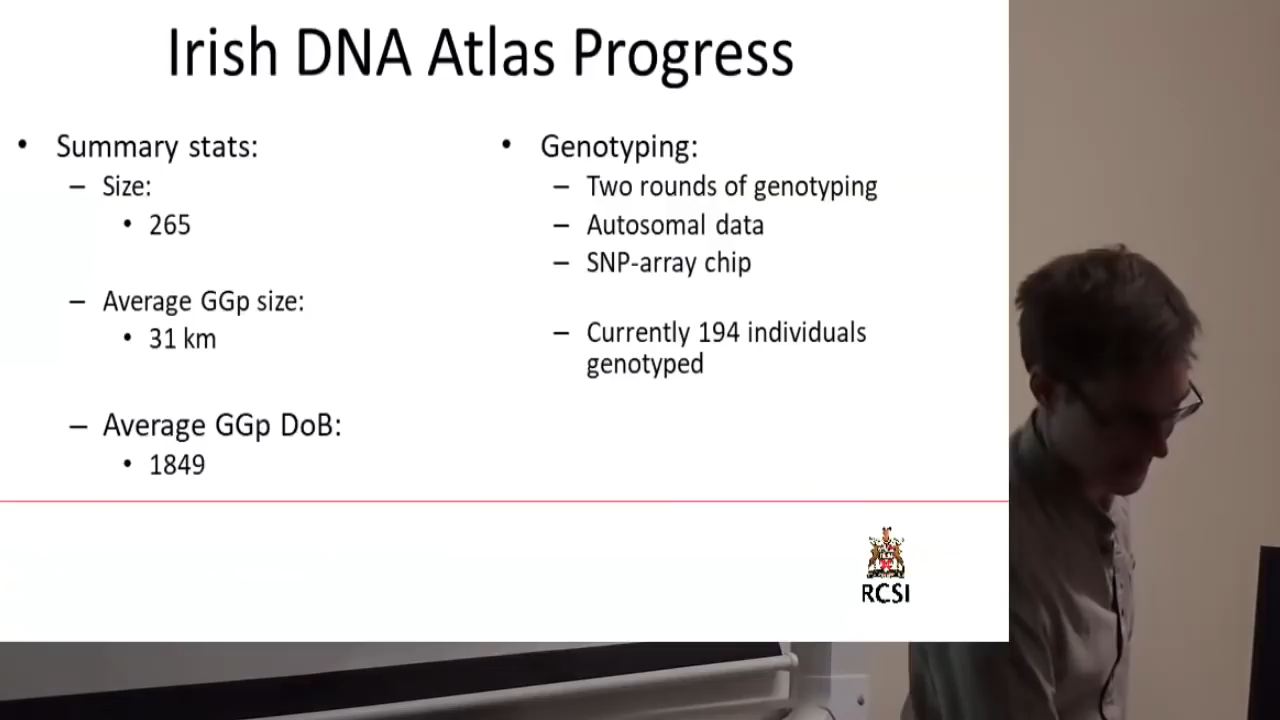 Irish DNA Atlas Progress
• Summary stats:
– Size:
• 265
– Average GGp size:
• 31 km
– Average GGp DoB:
• 1849
• Genotyping:
– Two rounds of genotyping
– Autosomal data
– SNP-array chip
– Currently 194 individuals
genotyped
RCSI